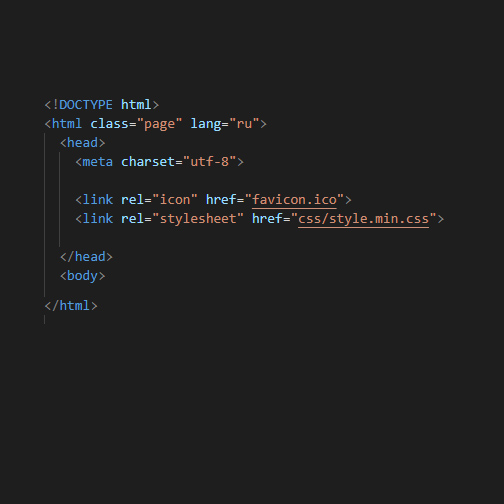 <!DOCTYPE html>
<html class="page" lang="ru">
<head>
<meta charset="utf-8">
<link rel="icon" href="favicon.ico">
<link rel="stylesheet" href="css/style.min.css">
</head>
<body>
</html>